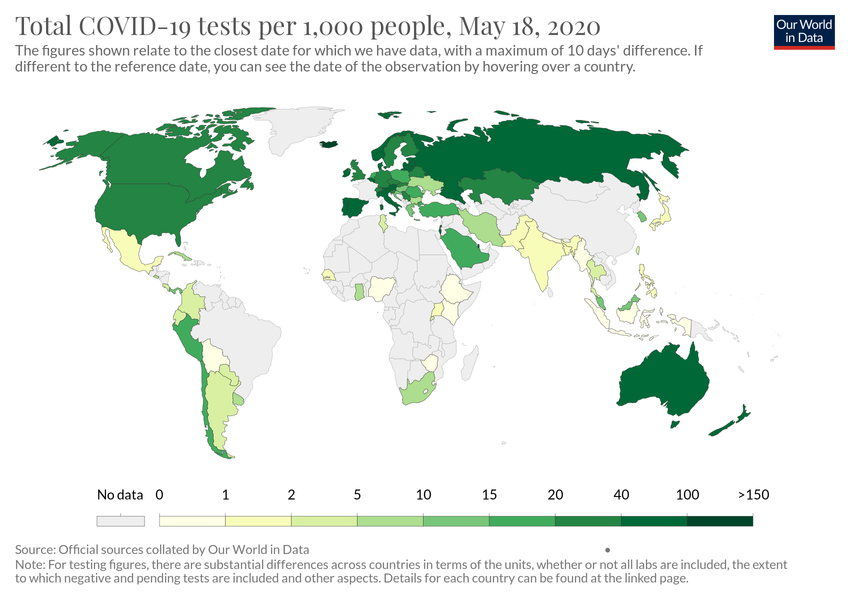 Total COVID-19 tests per 1,000 people, May 18, 2020
Our World
in Data
The figures shown relate to the closest date for which we have data, with a maximum of 10 days' difference. If
different to the reference date, you can see the date of the observation by hovering over a country.
No data 0 1 2 5 10 15 20 40 100 >150
Source: Official sources collated by Our World in Data
Note: For testing figures, there are substantial differences across countries in terms of the units, whether or not all labs are included, the extent
to which negative and pending tests are included and other aspects. Details for each country can be found at the linked page.